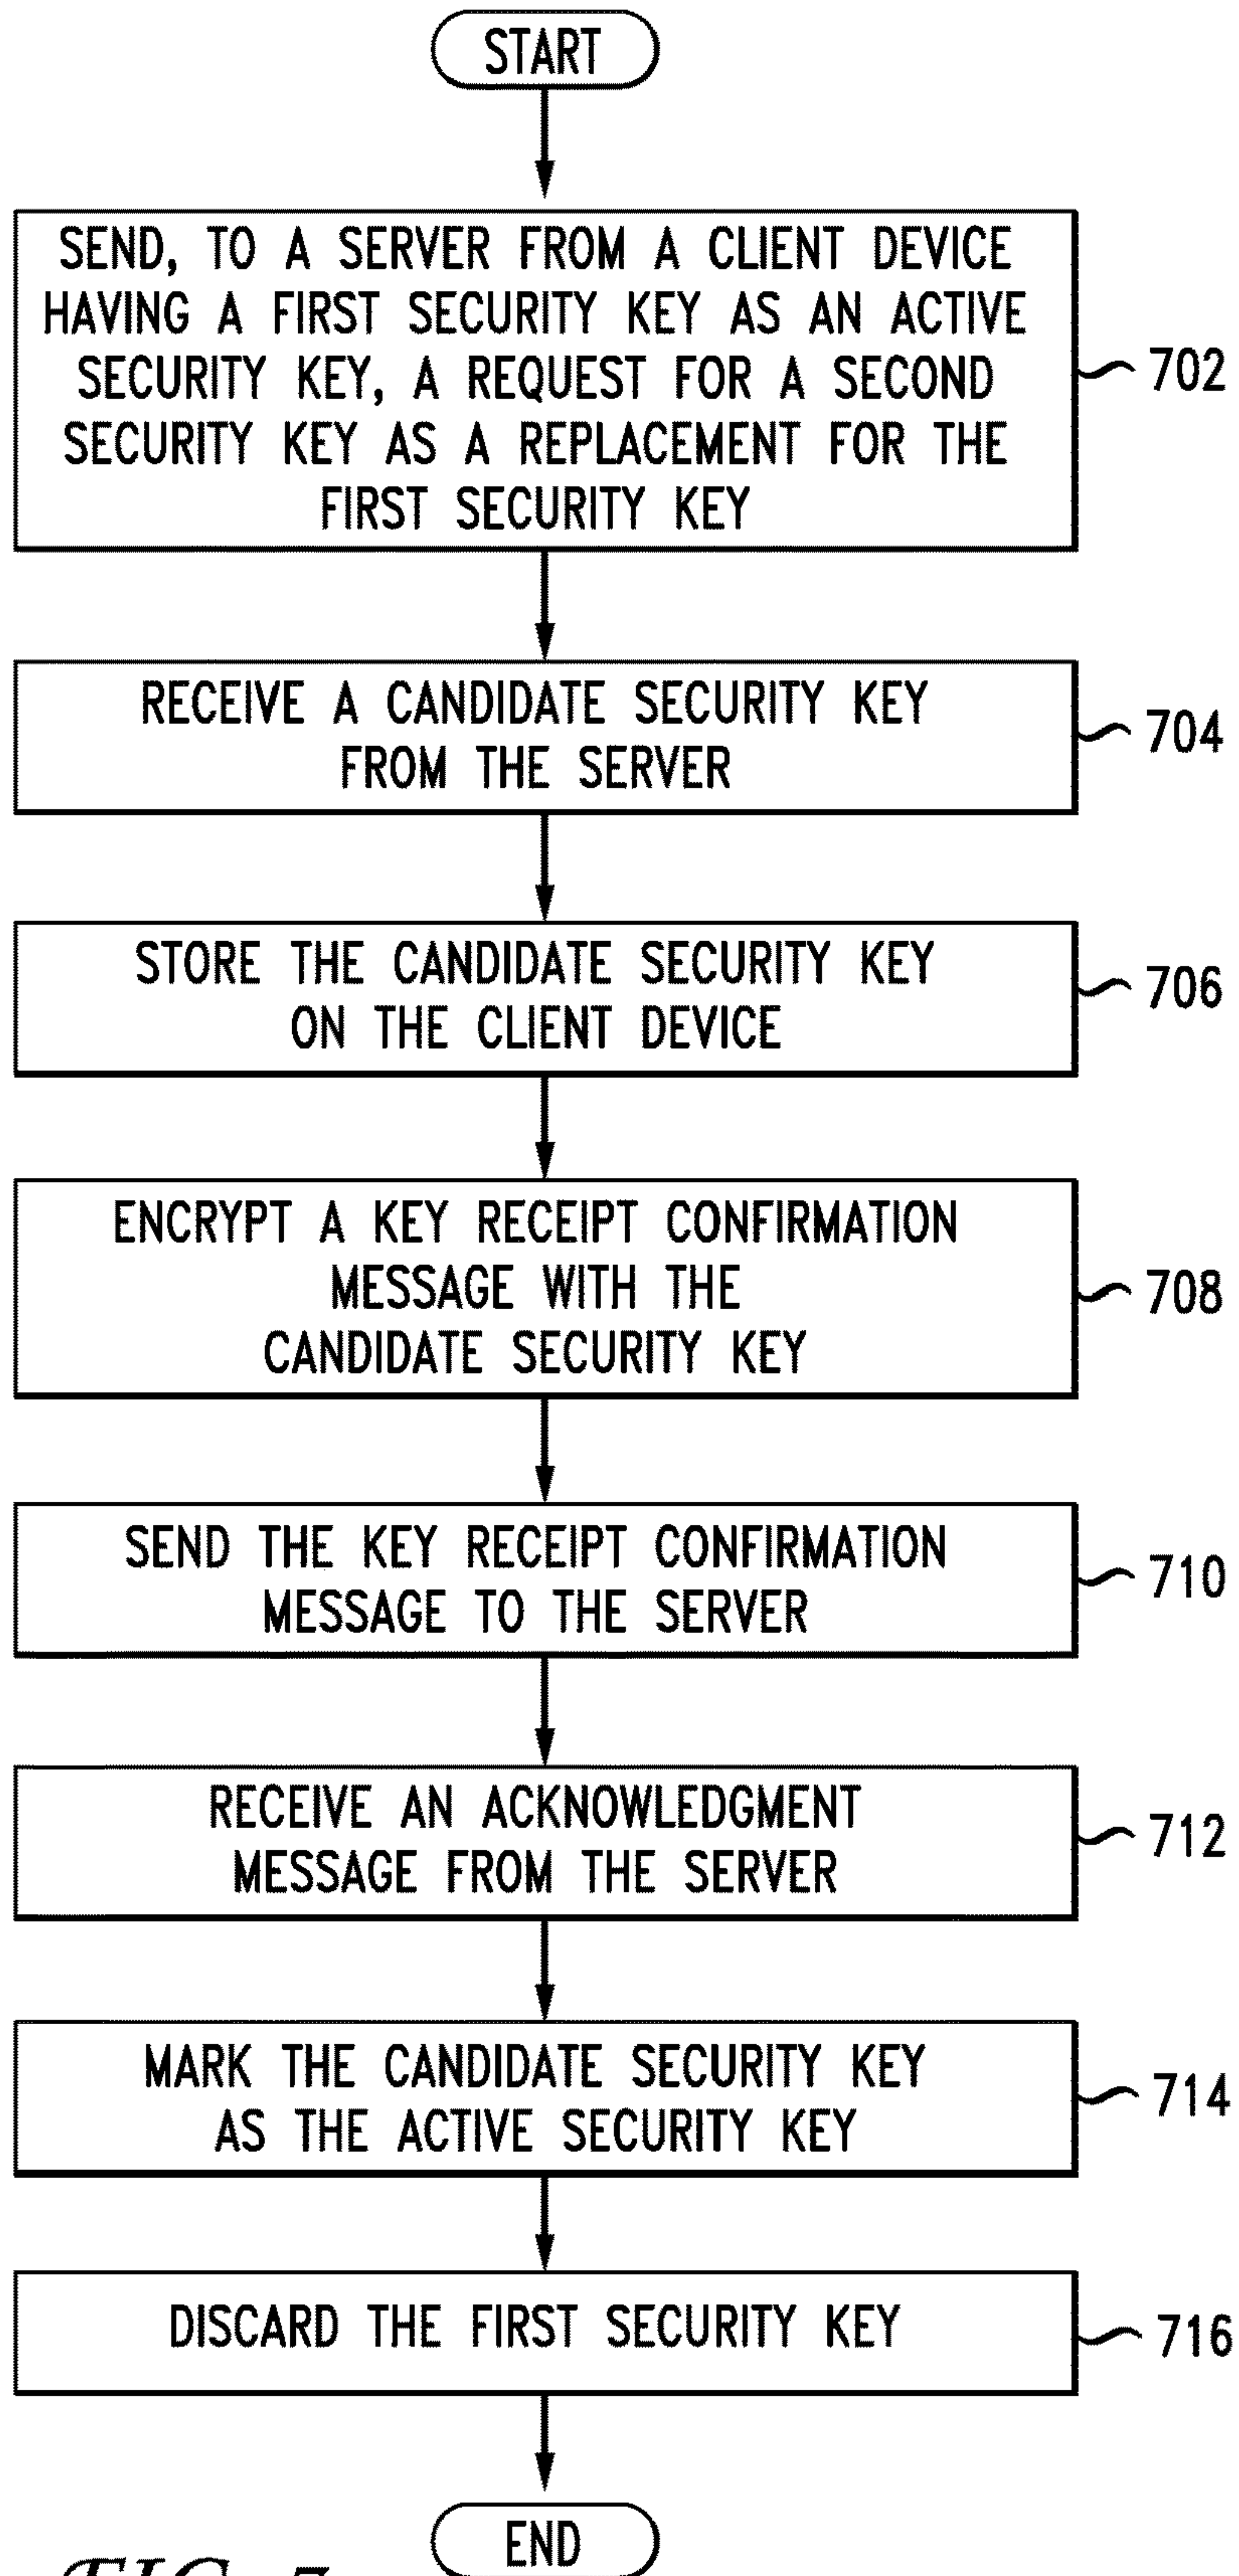 START
SEND, TO A SERVER FROM A CLIENT DEVICE
HAVING A FIRST SECURITY KEY AS AN ACTIVE
SECURITY KEY, A REQUEST FOR A SECOND
SECURITY KEY AS A REPLACEMENT FOR THE
FIRST SECURITY KEY
702
RECEIVE A CANDIDATE SECURITY KEY
FROM THE SERVER
704
STORE THE CANDIDATE SECURITY KEY
ON THE CLIENT DEVICE
706
ENCRYPT A KEY RECEIPT CONFIRMATION
MESSAGE WITH THE
CANDIDATE SECURITY KEY
708
SEND THE KEY RECEIPT CONFIRMATION
MESSAGE TO THE SERVER
710
RECEIVE AN ACKNOWLEDGMENT
MESSAGE FROM THE SERVER
712
MARK THE CANDIDATE SECURITY KEY
AS THE ACTIVE SECURITY KEY
714
DISCARD THE FIRST SECURITY KEY
716
END